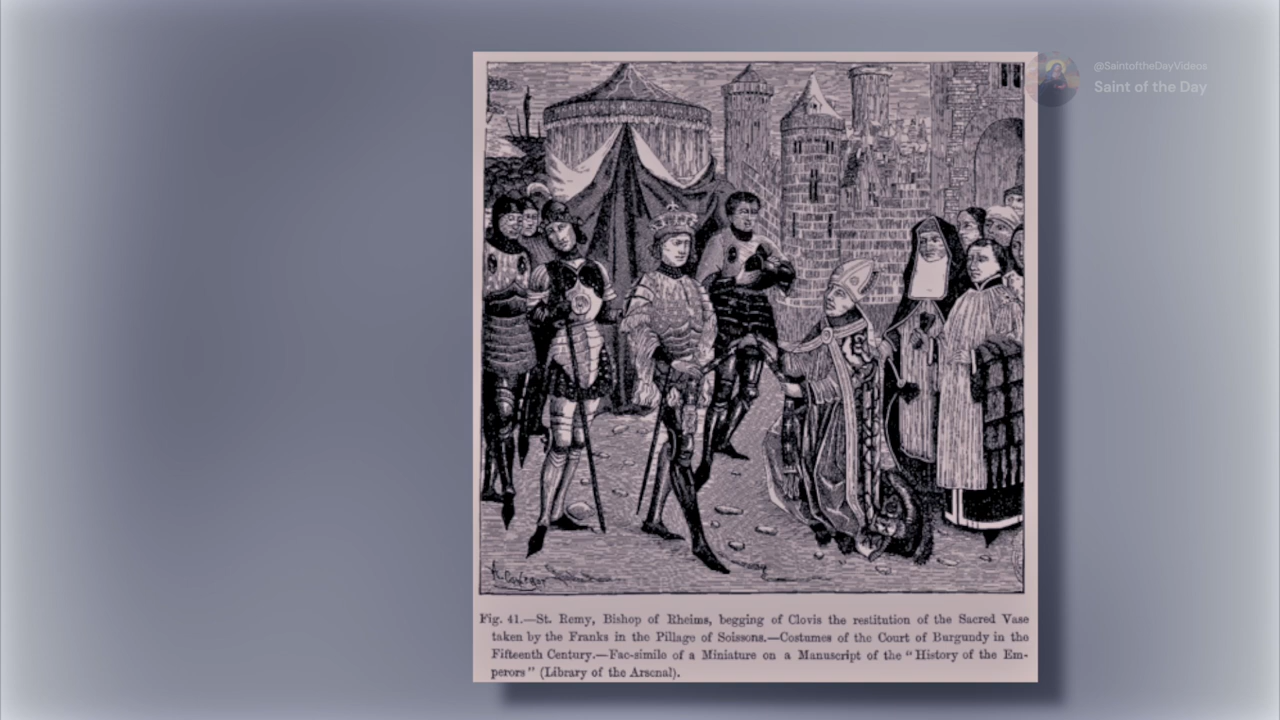 @SaintoftheDayVideos
Saint of the Day
Fig. 41.—St. Remy, Bishop of Rheims, begging of Clovis the restitution of the Sacred Vase
taken by the Franks in the Pillage of Soissons.—Costumes of the Court of Burgundy in the
Fifteenth Century.—Fac-simile of a Miniature on a Manuscript of the "History of the Em-
perors" (Library of the Arsenal).